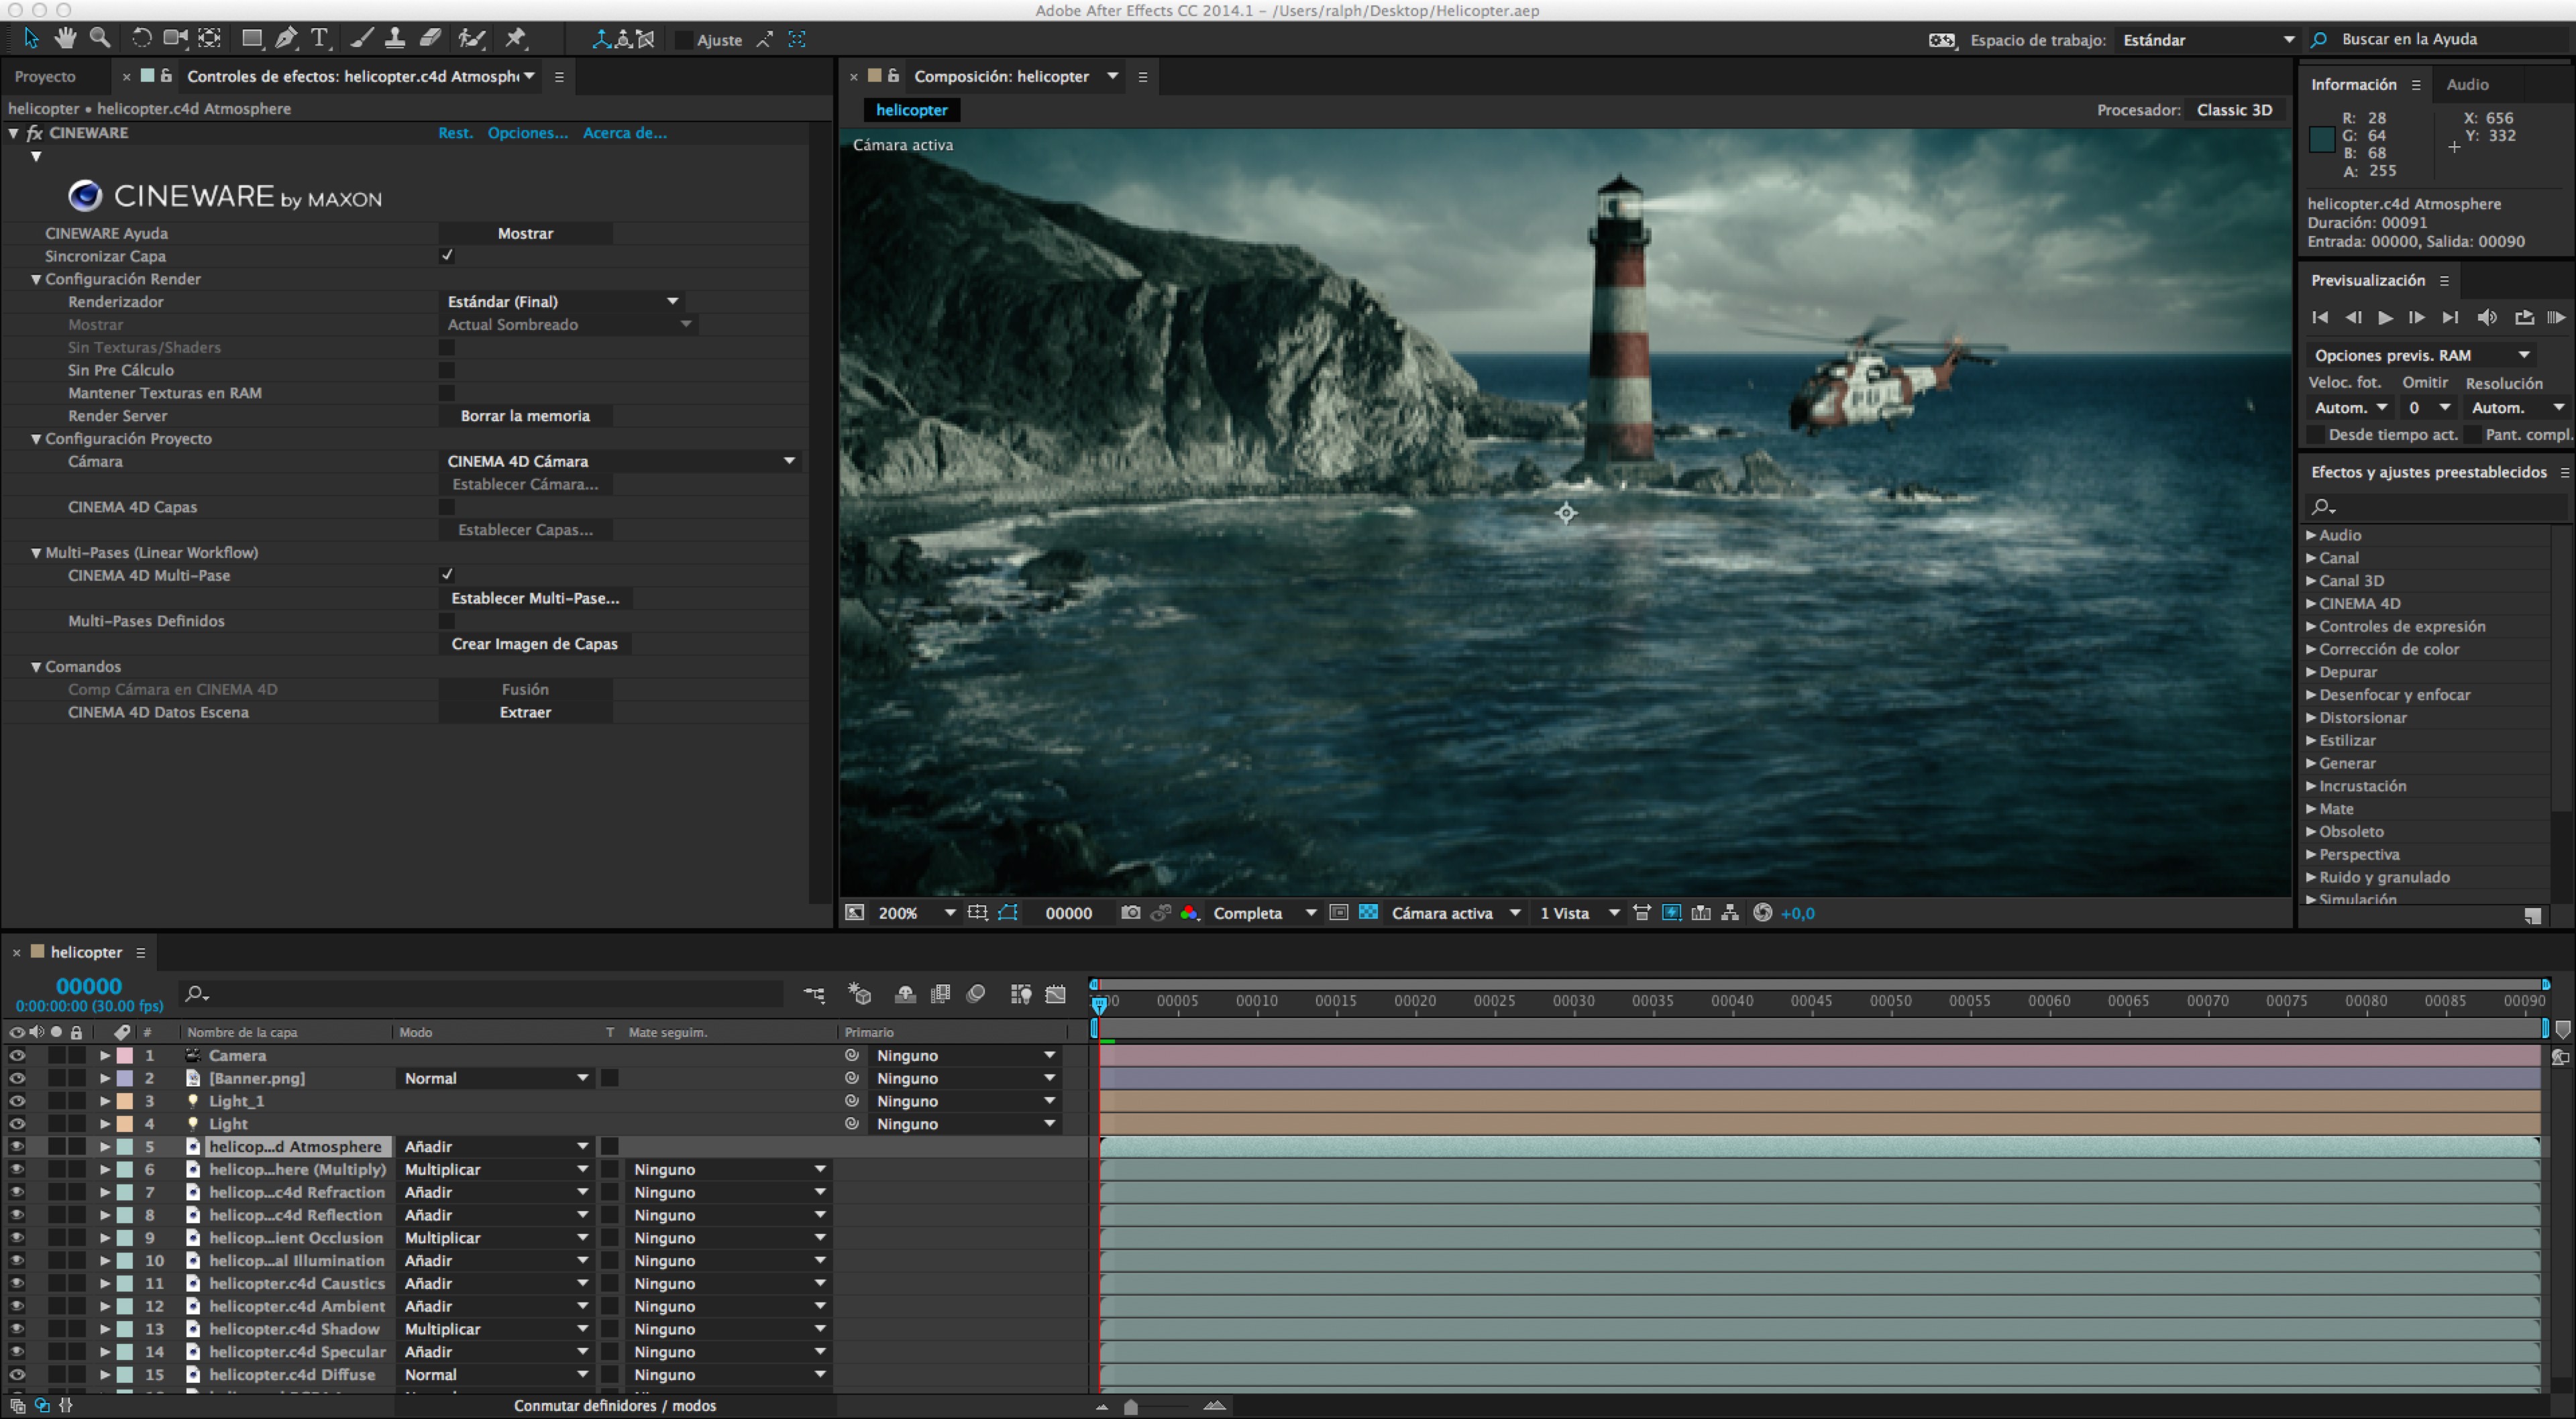 Adobe After Effects CC 2014.1 - /Users/ralph/Desktop/Helicopter.aep
Ajuste
Espacio de trabajo: Estándar
Buscar en la Ayuda
Proyecto
Controles de efectos: helicopter.c4d Atmosph
helicopter • helicopter.c4d Atmosphere
fx CINEWARE Rest. Opciones... Acerca de...
CINEWARE by MAXON
CINEWARE Ayuda Mostrar
Sincronizar Capa
Configuración Render
Renderizador Estándar (Final)
Mostrar Actual Sombreado
Sin Texturas/Shaders
Sin Pre Cálculo
Mantener Texturas en RAM
Render Server Borrar la memoria
Configuración Proyecto
Cámara CINEMA 4D Cámara
Establecer Cámara...
CINEMA 4D Capas
Establecer Capas...
Multi-Pases (Linear Workflow)
CINEMA 4D Multi-Pase
Establecer Multi-Pase...
Multi-Pases Definidos
Crear Imagen de Capas
Comandos
Comp Cámara en CINEMA 4D Fusión
CINEMA 4D Datos Escena Extraer
Composición: helicopter
helicopter
Procesador: Classic 3D
Cámara activa
200% 00000 Completa Cámara activa 1 Vista +0,0
Información Audio
R: 28 X: 656
G: 64 Y: 332
B: 68
A: 255
helicopter.c4d Atmosphere
Duración: 00091
Entrada: 00000, Salida: 00090
Previsualización
Opciones previs. RAM
Veloc. fot. Omitir Resolución
Autom. 0 Autom.
Desde tiempo act. Pant. compl.
Efectos y ajustes preestablecidos
Audio
Canal
Canal 3D
CINEMA 4D
Controles de expresión
Corrección de color
Depurar
Desenfocar y enfocar
Distorsionar
Estilizar
Generar
Incrustación
Mate
Obsoleto
Perspectiva
Ruido y granulado
Simulación
helicopter
00000
0:00:00:00 (30.00 fps)
00005 00010 00015 00020 00025 00030 00035 00040 00045 00050 00055 00060 00065 00070 00075 00080 00085 00090
# Nombre de la capa Modo T Mate seguim. Primario
1 Camera Ninguno
2 [Banner.png] Normal Ninguno
3 Light_1 Ninguno
4 Light Ninguno
5 helicop...d Atmosphere Añadir
6 helicop...here (Multiply) Multiplicar Ninguno
7 helicop...c4d Refraction Añadir Ninguno
8 helicop...c4d Reflection Añadir Ninguno
9 helicop...ient Occlusion Multiplicar Ninguno
10 helicop...al Illumination Añadir Ninguno
11 helicopter.c4d Caustics Añadir Ninguno
12 helicopter.c4d Ambient Añadir Ninguno
13 helicopter.c4d Shadow Multiplicar Ninguno
14 helicopter.c4d Specular Añadir Ninguno
15 helicopter.c4d Diffuse Normal Ninguno
Conmutar definidores / modos